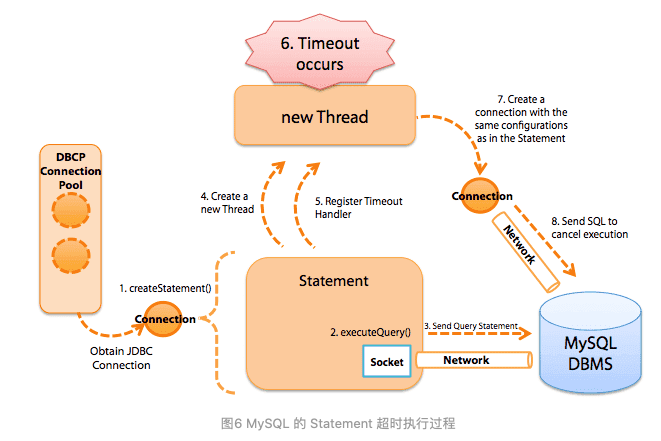 6. Timeout
occurs
new Thread
7. Create a
connection with the
same configurations
as in the Statement
DBCP
Connection
Pool
4. Create a
new Thread
5. Register Timeout
Handler
Connection
8. Send SQL to
cancel execution
Network
1. createStatement()
Connection
Obtain JDBC
Connection
Statement
2. executeQuery()
3. Send Query Statement
Socket
Network
MySQL
DBMS
图6 MySQL 的 Statement 超时执行过程